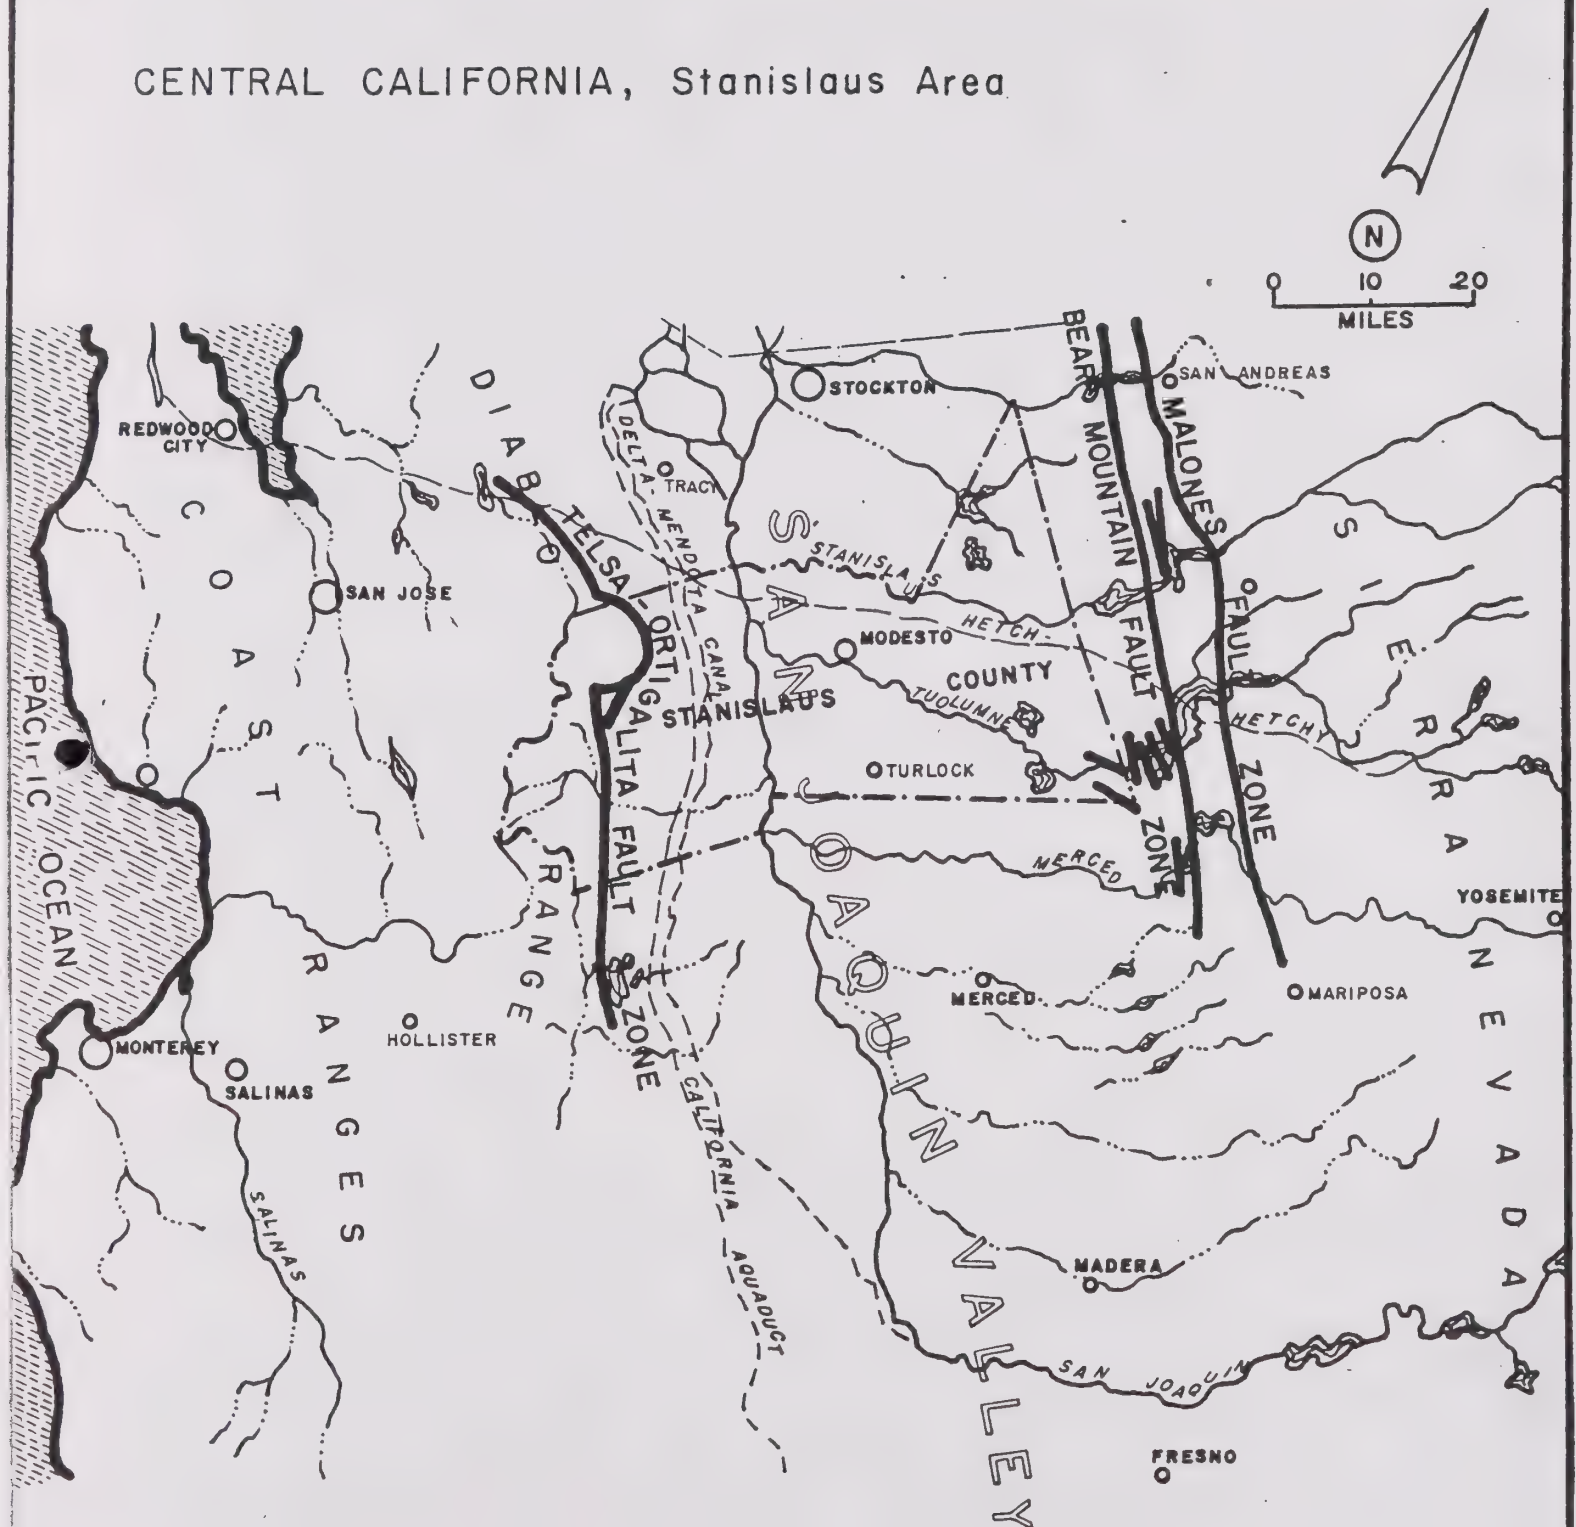 CENTRAL CALIFORNIA, Stanislaus Area
N
0 10 20
MILES
BEAR MOUNTAIN FAULT ZONE
MALONES FAULT ZONE
SAN ANDREAS
STOCKTON
REDWOOD
CITY
DIAB
RANGE
DELTA MENDOTA CANAL
TRACY
COAST RANGES
TELSA-ORTIGALITA FAULT ZONE
SAN JOSE
STANISLAUS
SAN JOAQUIN VALLEY
SIERRA NEVADA
HETCH-
HETCHY
MODESTO
STANISLAUS COUNTY
TUOLUMNE
TURLOCK
PACIFIC OCEAN
MERCED
YOSEMITE
MERCED
MARIPOSA
HOLLISTER
MONTEREY
SALINAS
SALINAS
CALIFORNIA AQUADUCT
MADERA
SAN JOAQUIN
FRESNO